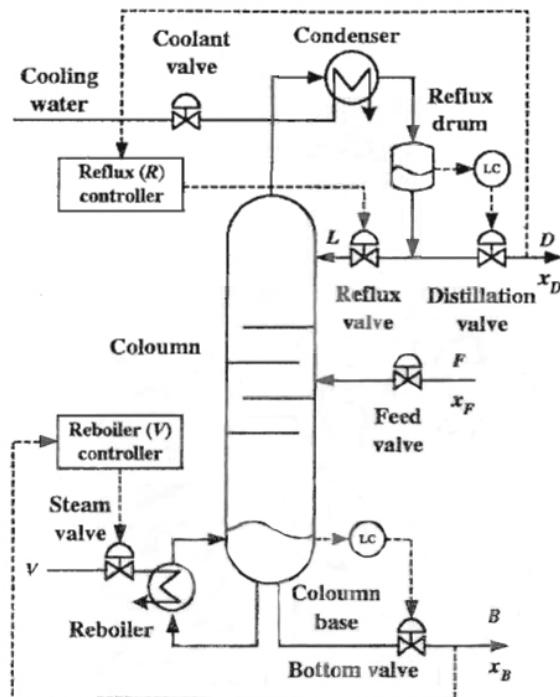 Coolant
valve
Condenser
Cooling
water
Reflux
drum
Reflux (R)
controller
LC
L
D
x_D
Reflux
valve
Distillation
valve
Coloumn
F
x_F
Feed
valve
Reboiler (V)
controller
Steam
valve
LC
V
Coloumn
base
Reboiler
B
Bottom valve
x_B